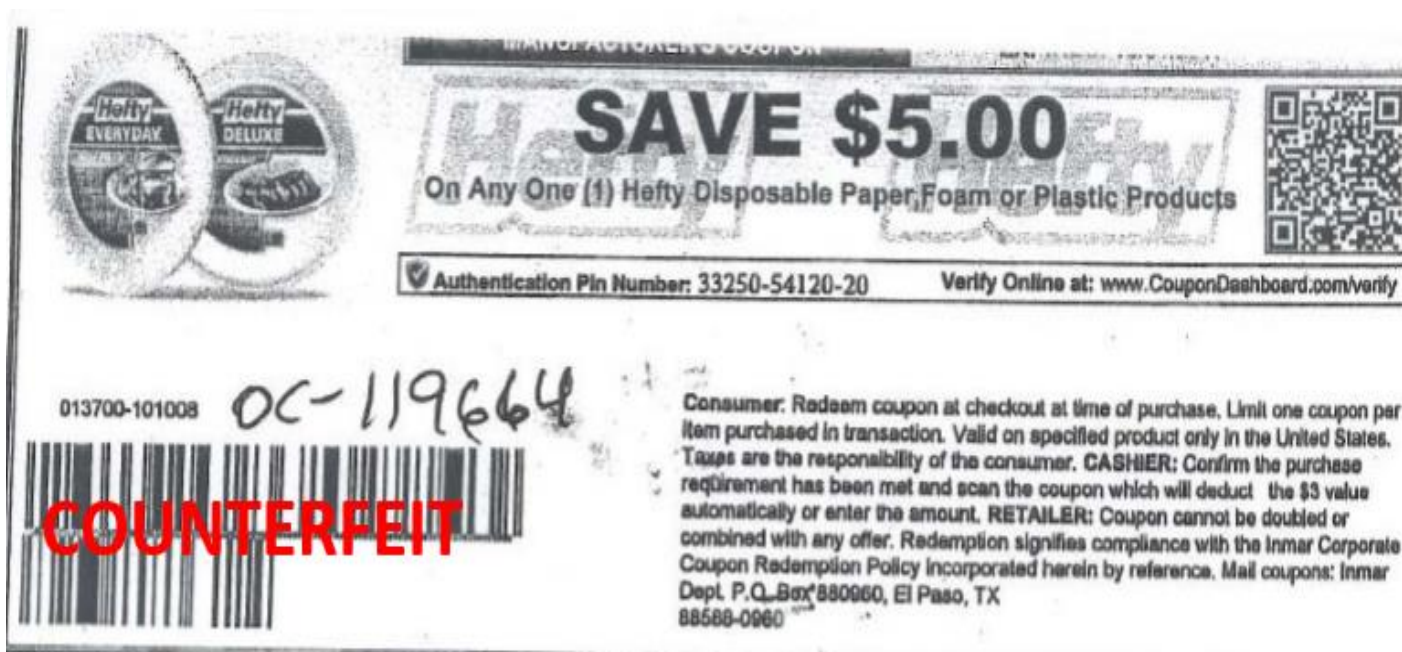 MANUFACTURER'S COUPON
Hefty
EVERYDAY
Hefty
DELUXE
Hefty Hefty
SAVE $5.00
On Any One (1) Hefty Disposable Paper,Foam or Plastic Products
Authentication Pin Number: 33250-54120-20 Verify Online at: www.CouponDashboard.com/verify
013700-101008 OC-119664
COUNTERFEIT
Consumer: Redeem coupon at checkout at time of purchase. Limit one coupon per
item purchased in transaction. Valid on specified product only in the United States.
Taxes are the responsibility of the consumer. CASHIER: Confirm the purchase
requirement has been met and scan the coupon which will deduct the $3 value
automatically or enter the amount. RETAILER: Coupon cannot be doubled or
combined with any offer. Redemption signifies compliance with the Inmar Corporate
Coupon Redemption Policy incorporated herein by reference. Mail coupons: Inmar
Dept. P.O. Box 880960, El Paso, TX
88588-0960